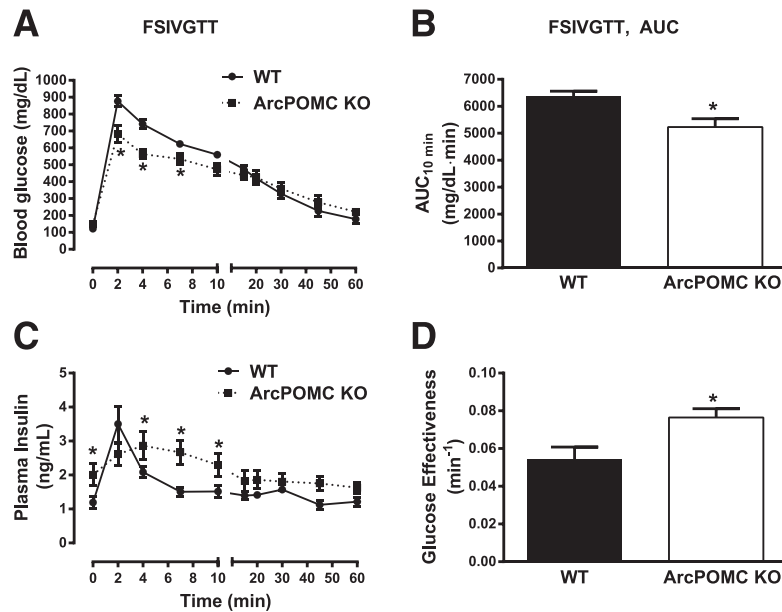 A
FSIVGTT
WT
ArcPOMC KO
Blood glucose (mg/dL)
1000
900
800
700
600
500
400
300
200
100
0
*
*
*
0 2 4 6 8 10 20 30 40 50 60
Time (min)
B
FSIVGTT, AUC
AUC10 min
(mg/dL·min)
7000
6000
5000
4000
3000
2000
1000
0
*
WT ArcPOMC KO
C
WT
ArcPOMC KO
Plasma Insulin
(ng/mL)
5
4
3
2
1
0
* * * *
0 2 4 6 8 10 20 30 40 50 60
Time (min)
D
Glucose Effectiveness
(min-1)
0.10
0.08
0.06
0.04
0.02
0.00
*
WT ArcPOMC KO